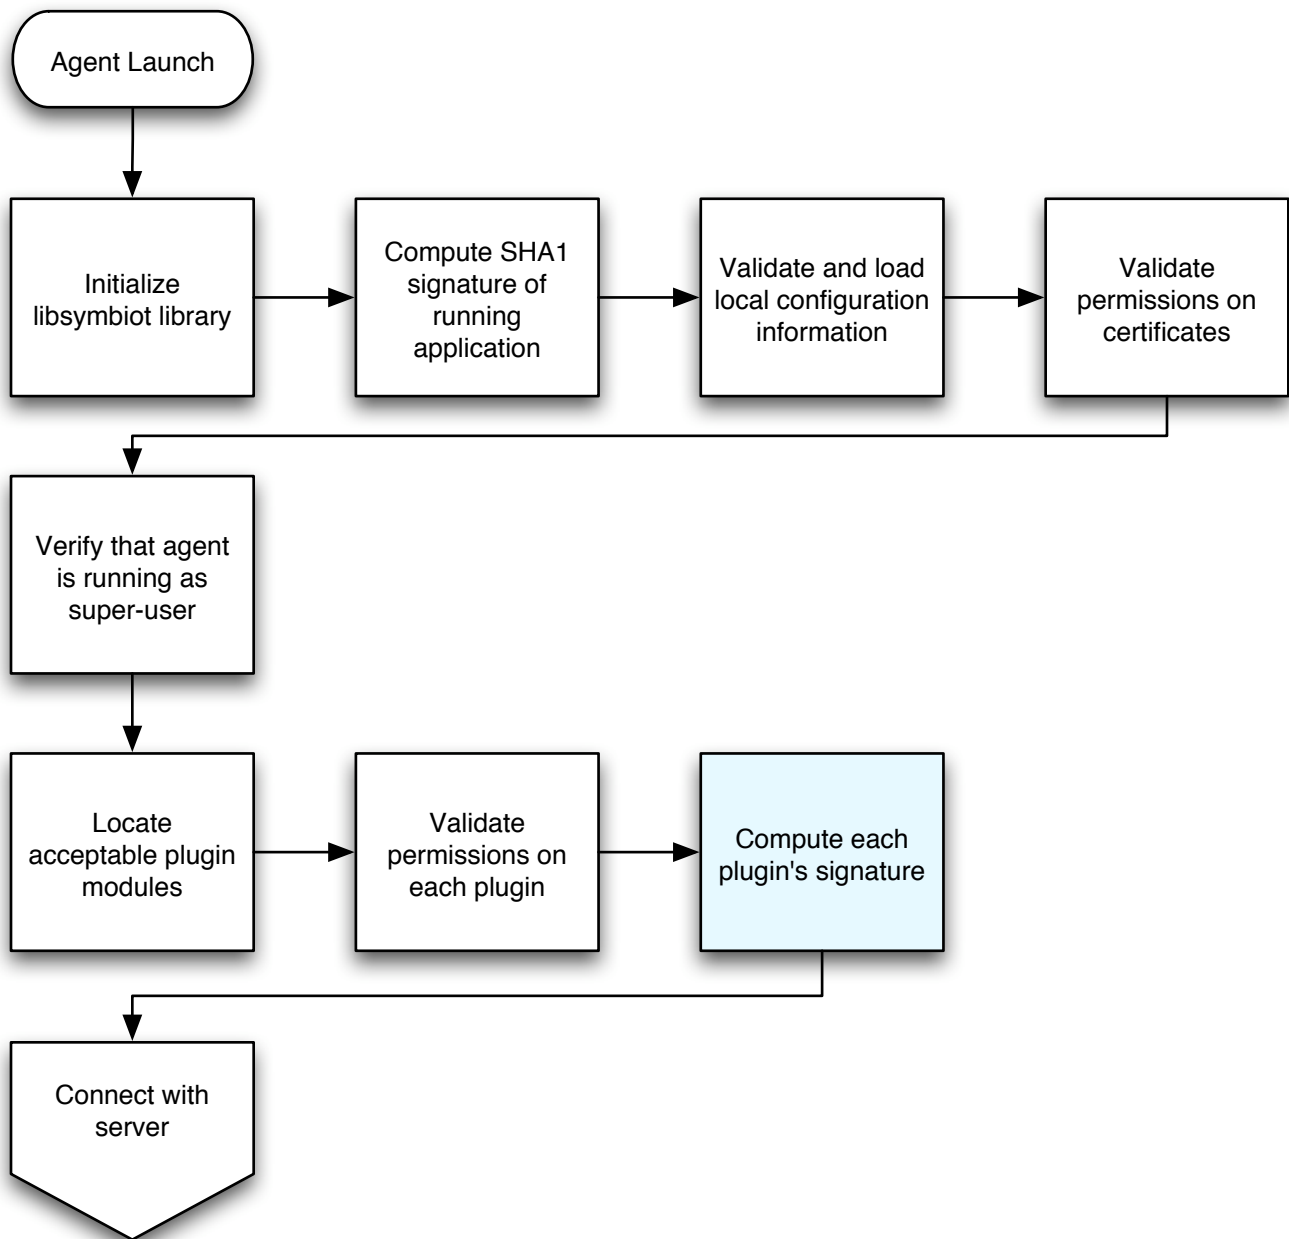 Agent Launch
Initialize
libsymbiot library
Compute SHA1
signature of
running
application
Validate and load
local configuration
information
Validate
permissions on
certificates
Verify that agent
is running as
super-user
Locate
acceptable plugin
modules
Validate
permissions on
each plugin
Compute each
plugin's signature
Connect with
server